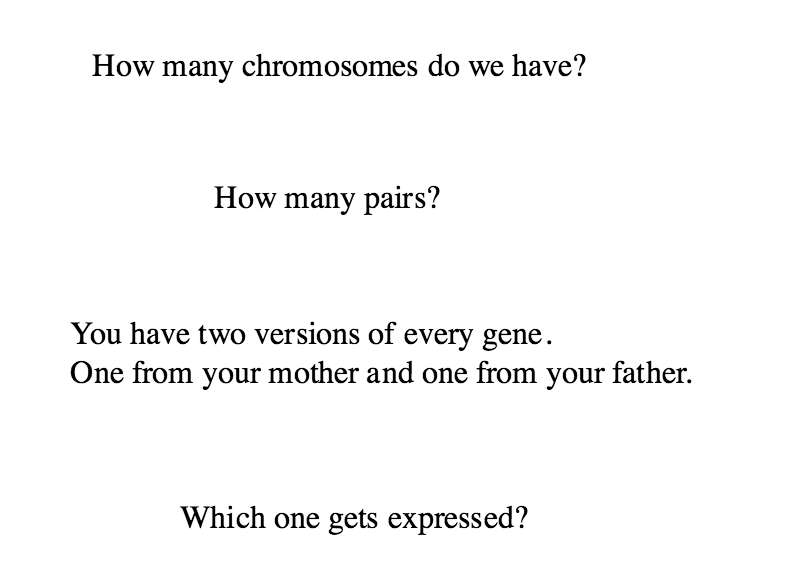 How many chromosomes do we have?
How many pairs?
You have two versions of every gene.
One from your mother and one from your father.
Which one gets expressed?